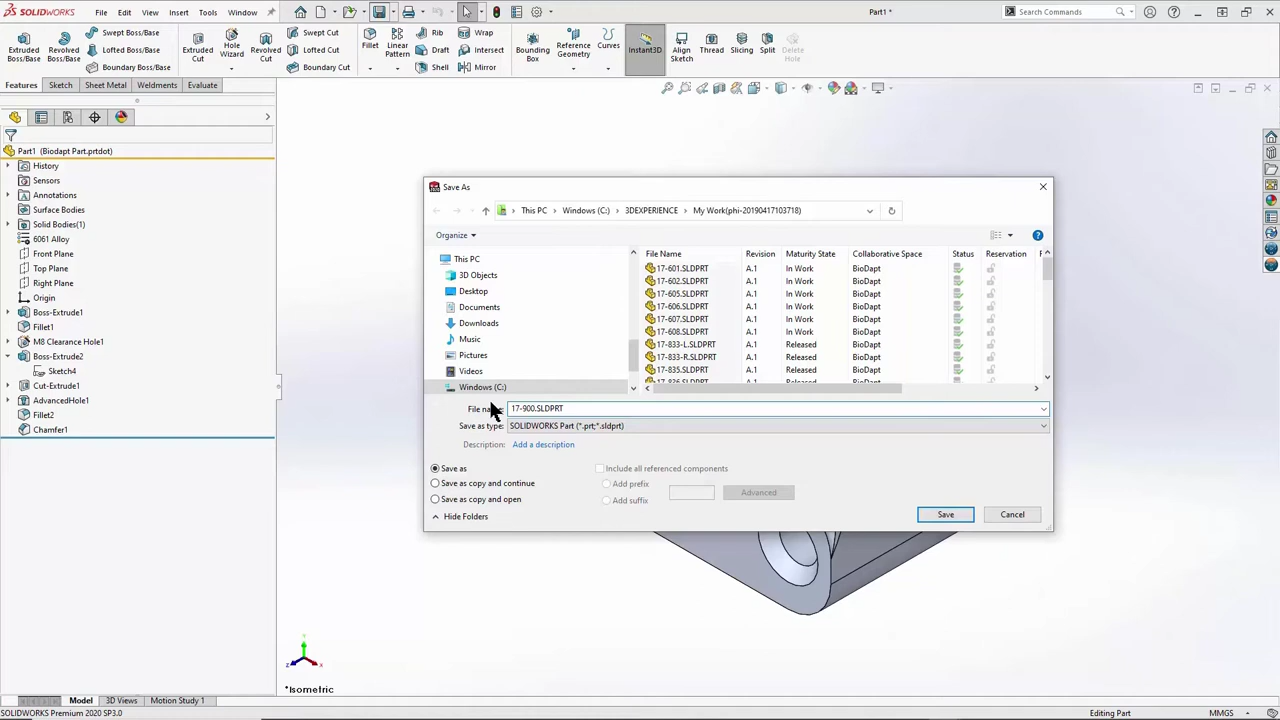 SOLIDWORKS
File Edit View Insert Tools Window
Part1 *
Search Commands
Extruded Boss/Base
Revolved Boss/Base
Swept Boss/Base
Lofted Boss/Base
Boundary Boss/Base
Extruded Cut
Hole Wizard
Revolved Cut
Swept Cut
Lofted Cut
Boundary Cut
Fillet
Linear Pattern
Rib
Draft
Shell
Wrap
Intersect
Mirror
Bounding Box
Reference Geometry
Curves
Instant3D
Align Sketch
Thread
Slicing
Split
Delete Hole
Features Sketch Sheet Metal Weldments Evaluate
Part1 (Biodapt Part.prtdot)
History
Sensors
Annotations
Surface Bodies
Solid Bodies(1)
6061 Alloy
Front Plane
Top Plane
Right Plane
Origin
Boss-Extrude1
Fillet1
M8 Clearance Hole1
Boss-Extrude2
Sketch4
Cut-Extrude1
AdvancedHole1
Fillet2
Chamfer1
Save As
This PC > Windows (C:) > 3DEXPERIENCE > My Work(phi-20190417103718)
Organize
This PC
3D Objects
Desktop
Documents
Downloads
Music
Pictures
Videos
Windows (C:)
File Name Revision Maturity State Collaborative Space Status Reservation
17-601.SLDPRT A.1 In Work BioDapt
17-602.SLDPRT A.1 In Work BioDapt
17-605.SLDPRT A.1 In Work BioDapt
17-606.SLDPRT A.1 In Work BioDapt
17-607.SLDPRT A.1 In Work BioDapt
17-608.SLDPRT A.1 In Work BioDapt
17-833-L.SLDPRT A.1 Released BioDapt
17-833-R.SLDPRT A.1 Released BioDapt
17-835.SLDPRT A.1 Released BioDapt
17-836.SLDPRT A.1 Released BioDapt
File name: 17-900.SLDPRT
Save as type: SOLIDWORKS Part (*.prt;*.sldprt)
Description: Add a description
Save as
Save as copy and continue
Save as copy and open
Include all referenced components
Add prefix
Add suffix
Advanced
Hide Folders
Save
Cancel
Y
Z
X
*Isometric
Model 3D Views Motion Study 1
SOLIDWORKS Premium 2020 SP3.0
Editing Part
MMGS